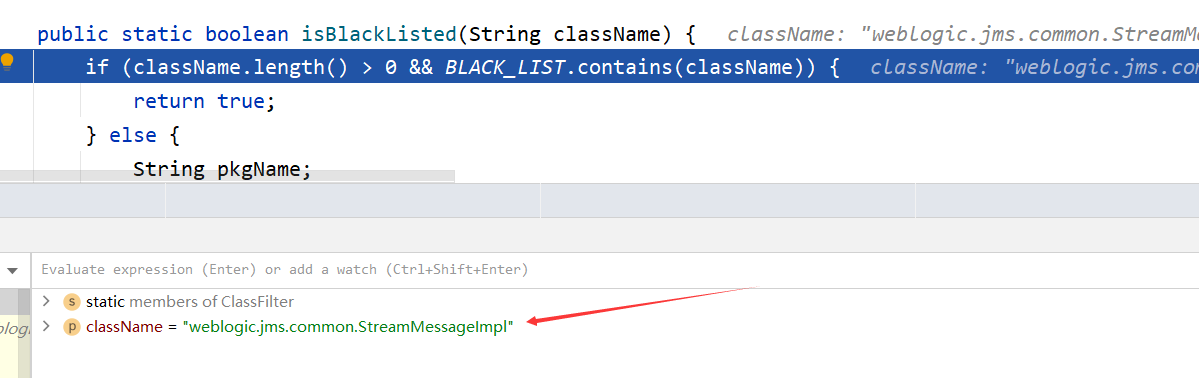 public static boolean isBlackListed(String className) { className: "weblogic.jms.common.StreamMe
if (className.length() > 0 && BLACK_LIST.contains(className)) { className: "weblogic.jms.co
return true;
} else {
String pkgName;
Evaluate expression (Enter) or add a watch (Ctrl+Shift+Enter)
s static members of ClassFilter
p className = "weblogic.jms.common.StreamMessageImpl"